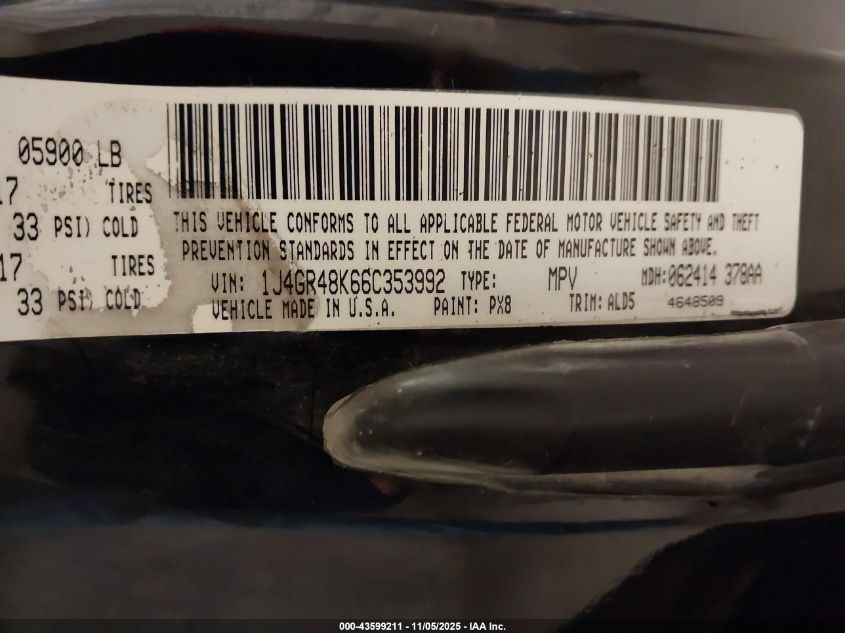 05900 LB
17 TIRES
33 PSI) COLD
17 TIRES
33 PSI) COLD
THIS VEHICLE CONFORMS TO ALL APPLICABLE FEDERAL MOTOR VEHICLE SAFETY AND THEFT
PREVENTION STANDARDS IN EFFECT ON THE DATE OF MANUFACTURE SHOWN ABOVE.
VIN: 1J4GR48K66C353992 TYPE: MPV MDH:062414 378AA
VEHICLE MADE IN U.S.A. PAINT: PX8 TRIM: ALD5 4648509
000-43599211 - 11/05/2025 - IAA Inc.